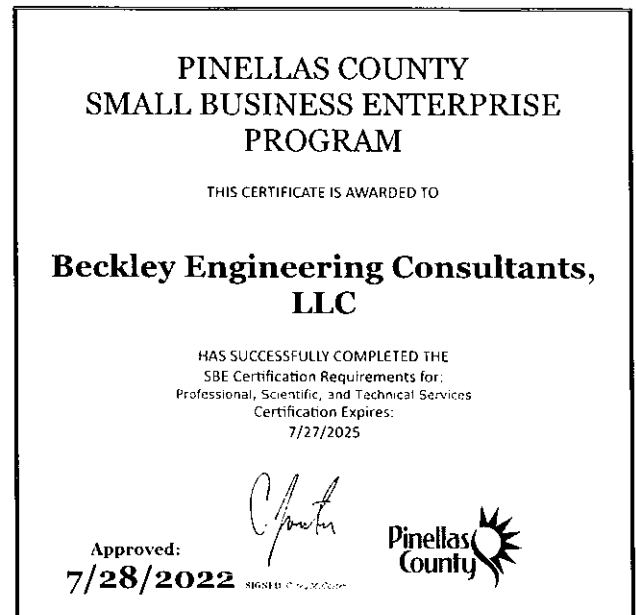 PINELLAS COUNTY
SMALL BUSINESS ENTERPRISE
PROGRAM
THIS CERTIFICATE IS AWARDED TO
Beckley Engineering Consultants,
LLC
HAS SUCCESSFULLY COMPLETED THE
SBE Certification Requirements for:
Professional, Scientific, and Technical Services
Certification Expires:
7/27/2025
Approved:
7/28/2022
SIGNED
Pinellas
County